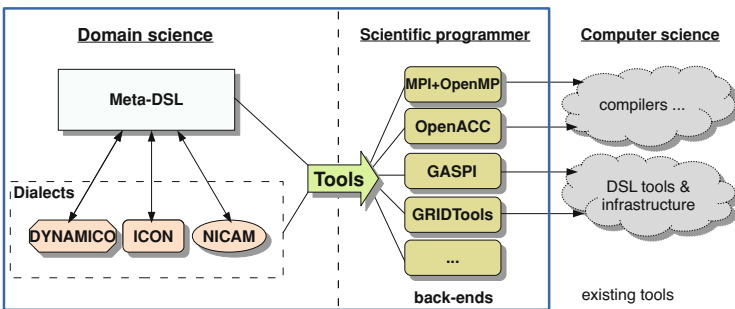 Domain science
Scientific programmer
Computer science
Meta-DSL
Dialects
DYNAMICO
ICON
NICAM
Tools
MPI+OpenMP
OpenACC
GASPI
GRIDTools
...
back-ends
compilers ...
DSL tools &
infrastructure
existing tools